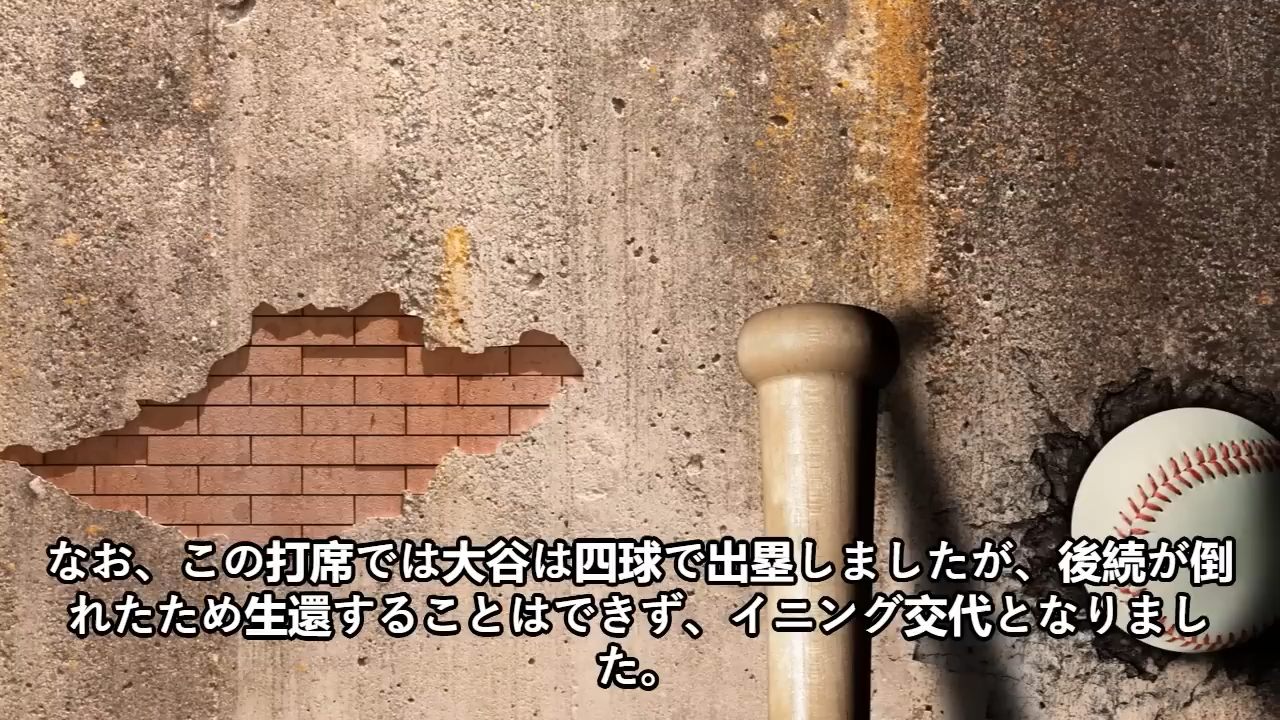 なお、この打席では大谷は四球で出塁しましたが、後続が倒
れたため生還することはできず、イニング交代となりまし
た。